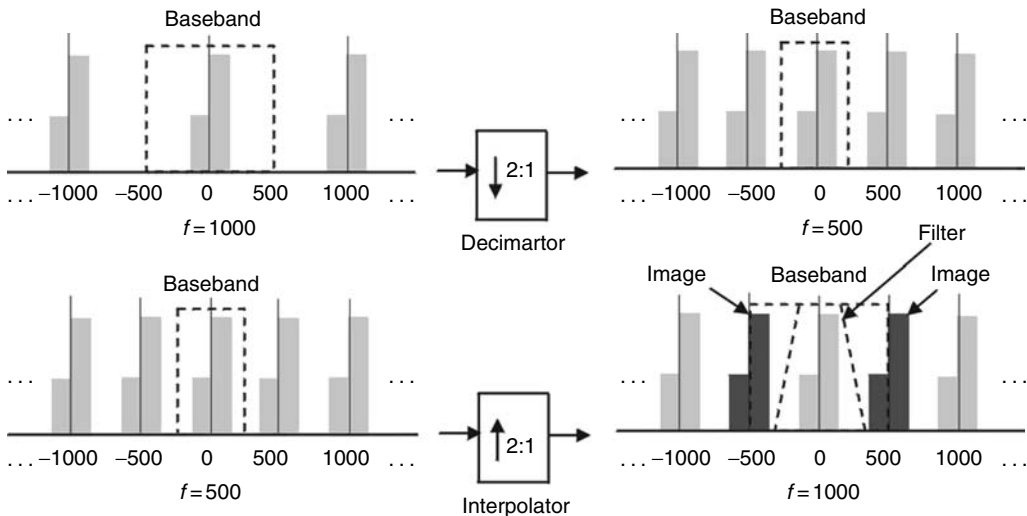 Baseband
Baseband
. . .
. . .
. . .
. . .
2:1
. . . –1000 –500 0 500 1000 . . .
. . . –1000 –500 0 500 1000 . . .
f = 1000
Decimartor
f = 500
Filter
Baseband
Image
Baseband
Image
. . .
. . .
. . .
. . .
2:1
. . . –1000 –500 0 500 1000 . . .
. . . –1000 –500 0 500 1000 . . .
f = 500
Interpolator
f = 1000